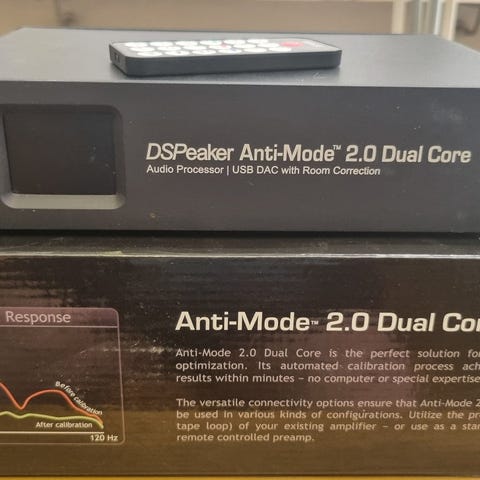 DSPeaker Anti-Mode™ 2.0 Dual Core
Audio Processor | USB DAC with Room Correction
Response
Before calibration
After calibration
120 Hz
Anti-Mode™ 2.0 Dual Cor
Anti-Mode 2.0 Dual Core is the perfect solution for
optimization. Its automated calibration process ach
results within minutes – no computer or special expertise
The versatile connectivity options ensure that Anti-Mode 2
be used in various kinds of configurations. Utilize the pr
tape loop) of your existing amplifier – or use as a star
remote controlled preamp.